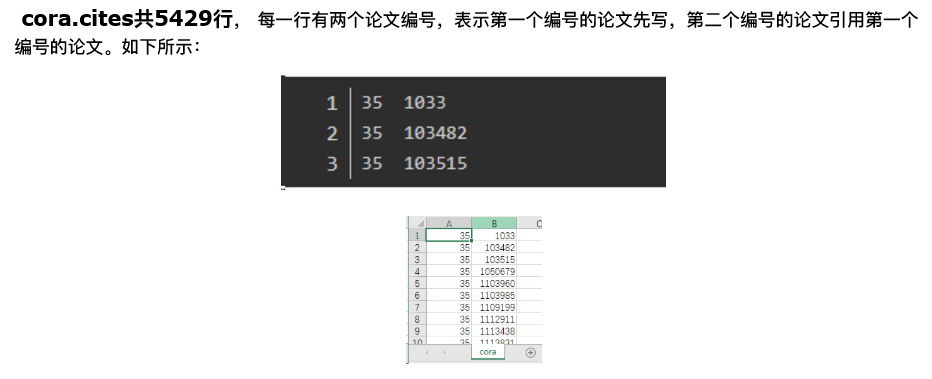 cora.cites共5429行， 每一行有两个论文编号，表示第一个编号的论文先写，第二个编号的论文引用第一个
编号的论文。如下所示：
1 35 1033
2 35 103482
3 35 103515
A B C
1 35 1033
2 35 103482
3 35 103515
4 35 1050679
5 35 1103960
6 35 1103985
7 35 1109199
8 35 1112911
9 35 1113438
10 35 1113831
cora